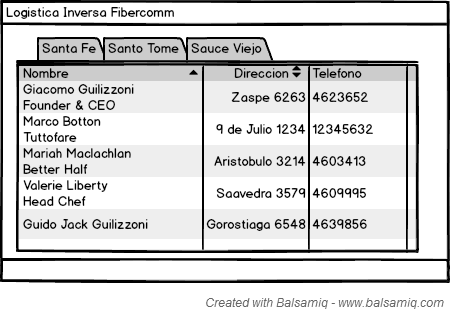 Logistica Inversa Fibercomm
Santa Fe Santo Tome Sauce Viejo
Nombre Direccion Telefono
Giacomo Guilizzoni
Founder & CEO Zaspe 6263 4623652
Marco Botton
Tuttofare 9 de Julio 1234 12345632
Mariah Maclachlan
Better Half Aristobulo 3214 4603413
Valerie Liberty
Head Chef Saavedra 3579 4609995
Guido Jack Guilizzoni Gorostiaga 6548 4639856
Created with Balsamiq - www.balsamiq.com